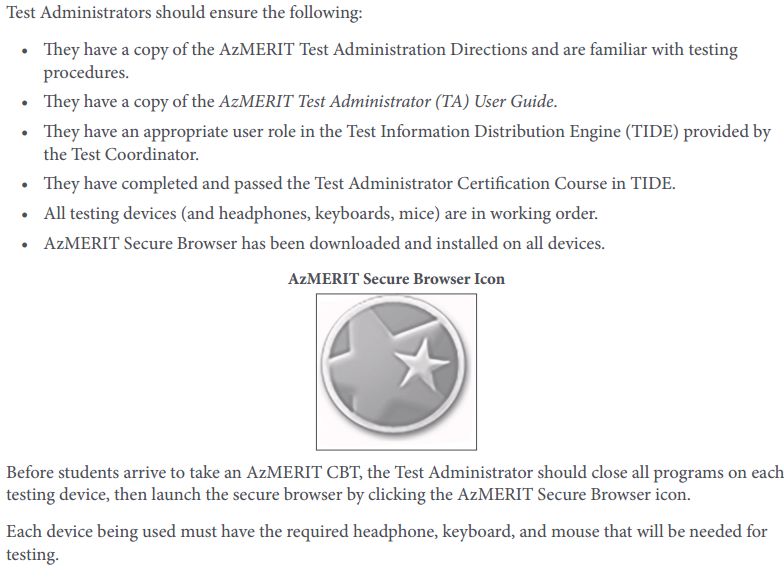 Test Administrators should ensure the following:
• They have a copy of the AzMERIT Test Administration Directions and are familiar with testing
procedures.
• They have a copy of the AzMERIT Test Administrator (TA) User Guide.
• They have an appropriate user role in the Test Information Distribution Engine (TIDE) provided by
the Test Coordinator.
• They have completed and passed the Test Administrator Certification Course in TIDE.
• All testing devices (and headphones, keyboards, mice) are in working order.
• AzMERIT Secure Browser has been downloaded and installed on all devices.
AzMERIT Secure Browser Icon
Before students arrive to take an AzMERIT CBT, the Test Administrator should close all programs on each
testing device, then launch the secure browser by clicking the AzMERIT Secure Browser icon.
Each device being used must have the required headphone, keyboard, and mouse that will be needed for
testing.